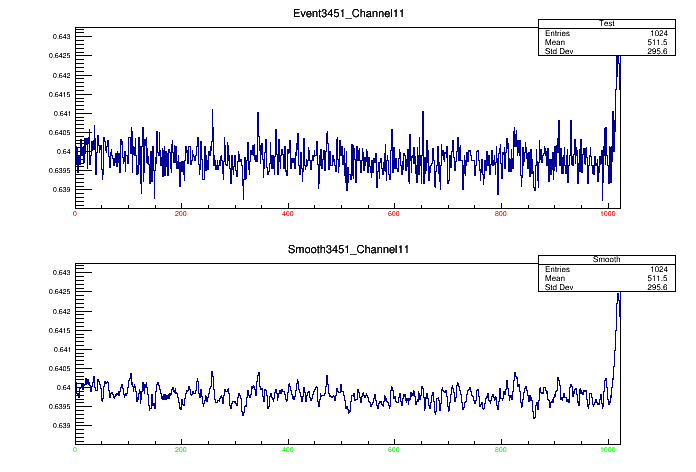 Event3451_Channel11
Test
Entries 1024
Mean 511.5
Std Dev 295.6
0.643
0.6425
0.642
0.6415
0.641
0.6405
0.64
0.6395
0.639
0 200 400 600 800 1000
Smooth3451_Channel11
Smooth
Entries 1024
Mean 511.5
Std Dev 295.6
0.643
0.6425
0.642
0.6415
0.641
0.6405
0.64
0.6395
0.639
0 200 400 600 800 1000